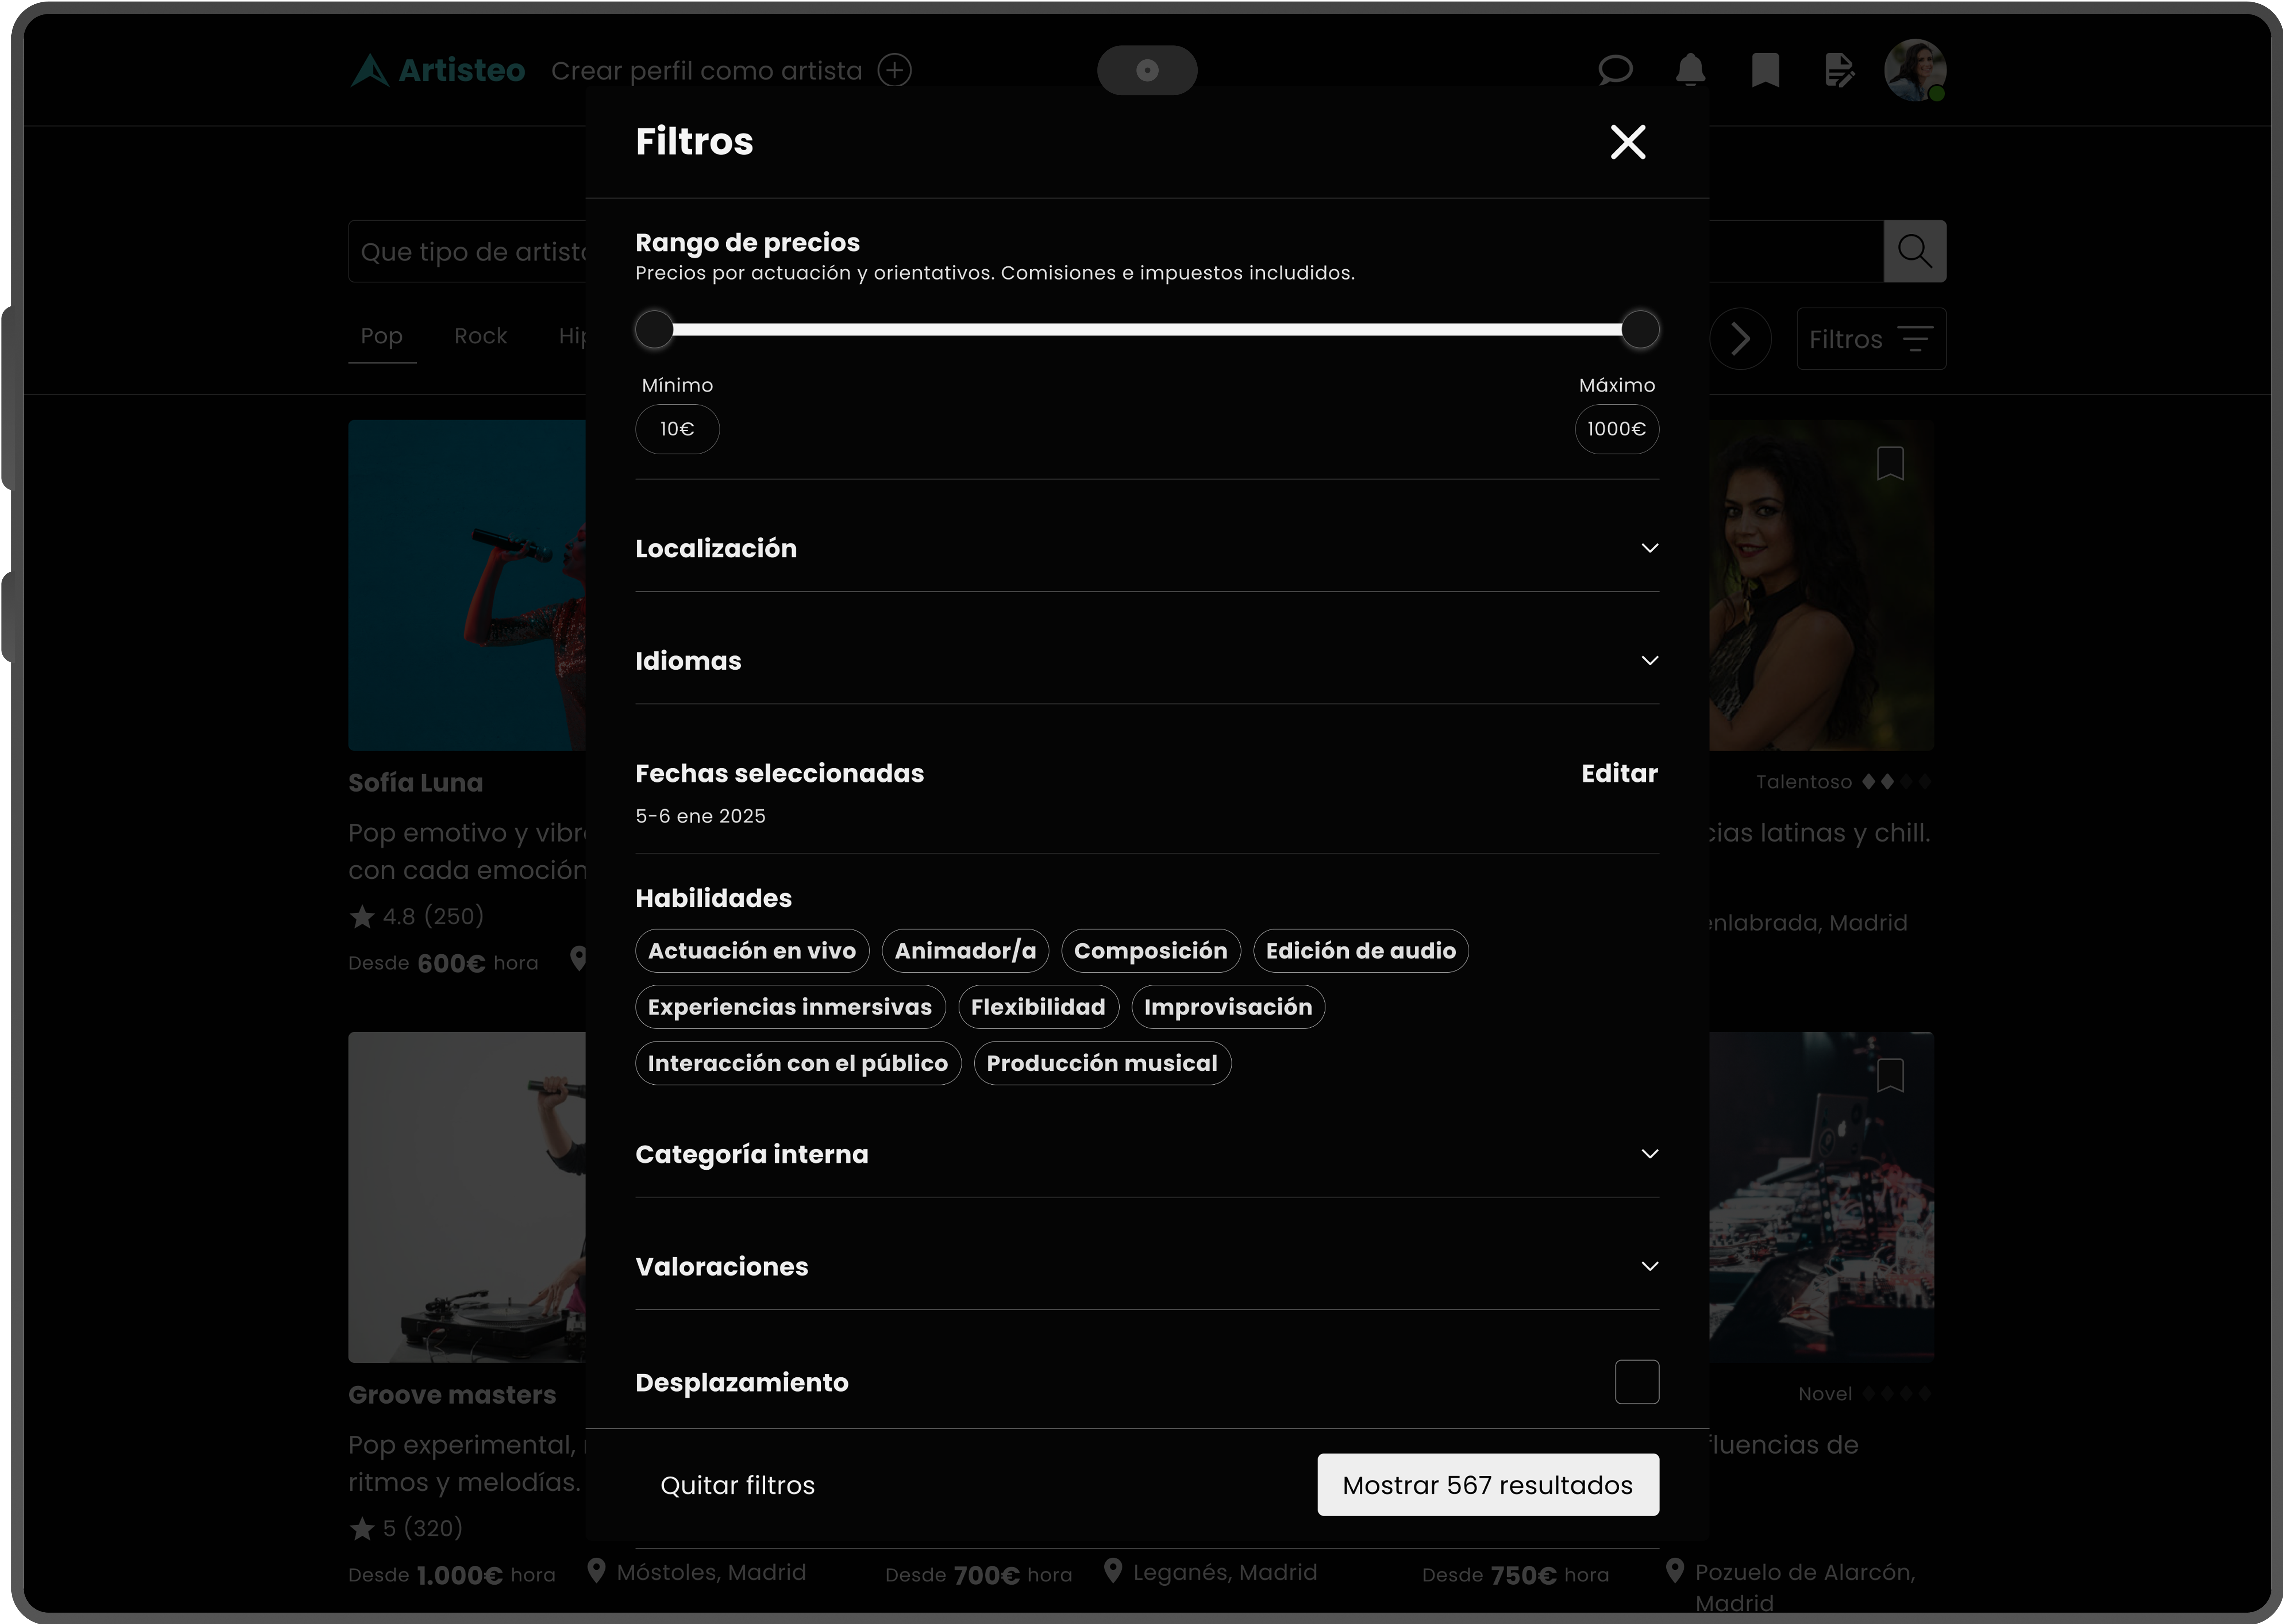 Artisteo
Crear perfil como artista
Filtros
Que tipo de artist
Rango de precios
Precios por actuación y orientativos. Comisiones e impuestos includidos.
Pop
Rock
Filtros
Mínimo
Máximo
10€
1000€
Localización
Idiomas
Fechas seleccionadas
Editar
5-6 ene 2025
Sofía Luna
Talentoso
Pop emotivo y vibr
cias latinas y chill.
con cada emoción
Habilidades
4.8 (250)
enlabrada, Madrid
Actuación en vivo
Animador/a
Composición
Edición de audio
Desde 600€ hora
Experiencias inmersivas
Flexibilidad
Improvisación
Interacción con el público
Producción musical
Categoría interna
Valoraciones
Desplazamiento
Groove masters
Novel
Pop experimental,
fluencias de
ritmos y melodías.
Quitar filtros
Mostrar 567 resultados
5 (320)
Desde 1.000€ hora
Móstoles, Madrid
Desde 700€ hora
Leganés, Madrid
Desde 750€ hora
Pozuelo de Alarcón,
Madrid